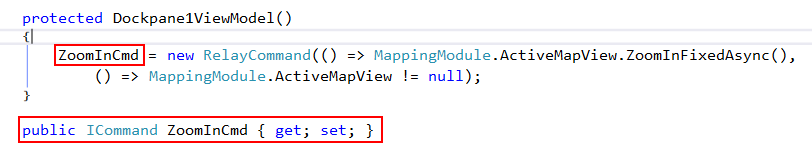 protected Dockpane1ViewModel()
{
ZoomInCmd = new RelayCommand(() => MappingModule.ActiveMapView.ZoomInFixedAsync(),
() => MappingModule.ActiveMapView != null);
}
public ICommand ZoomInCmd { get; set; }